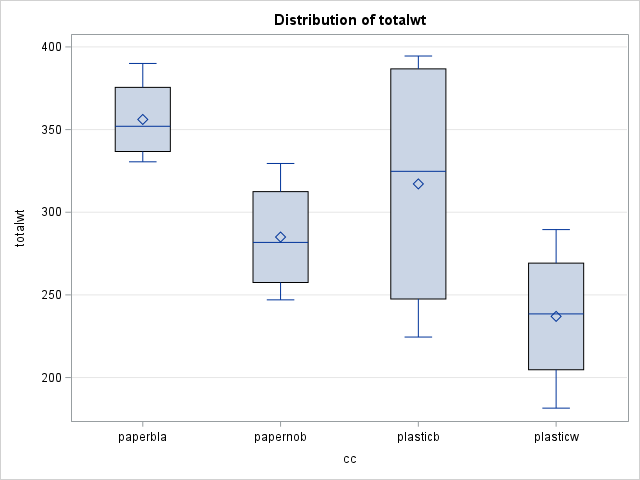 Distribution of totalwt
400
350
300
250
200
totalwt
paperbla
papernob
plasticb
plasticw
cc